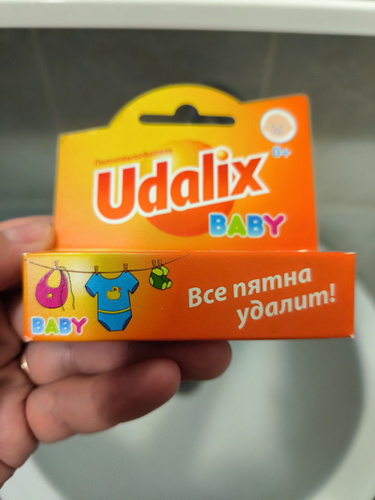 Пятновыводитель
Udalix
BABY
0+
Все пятна
удалит!
BABY